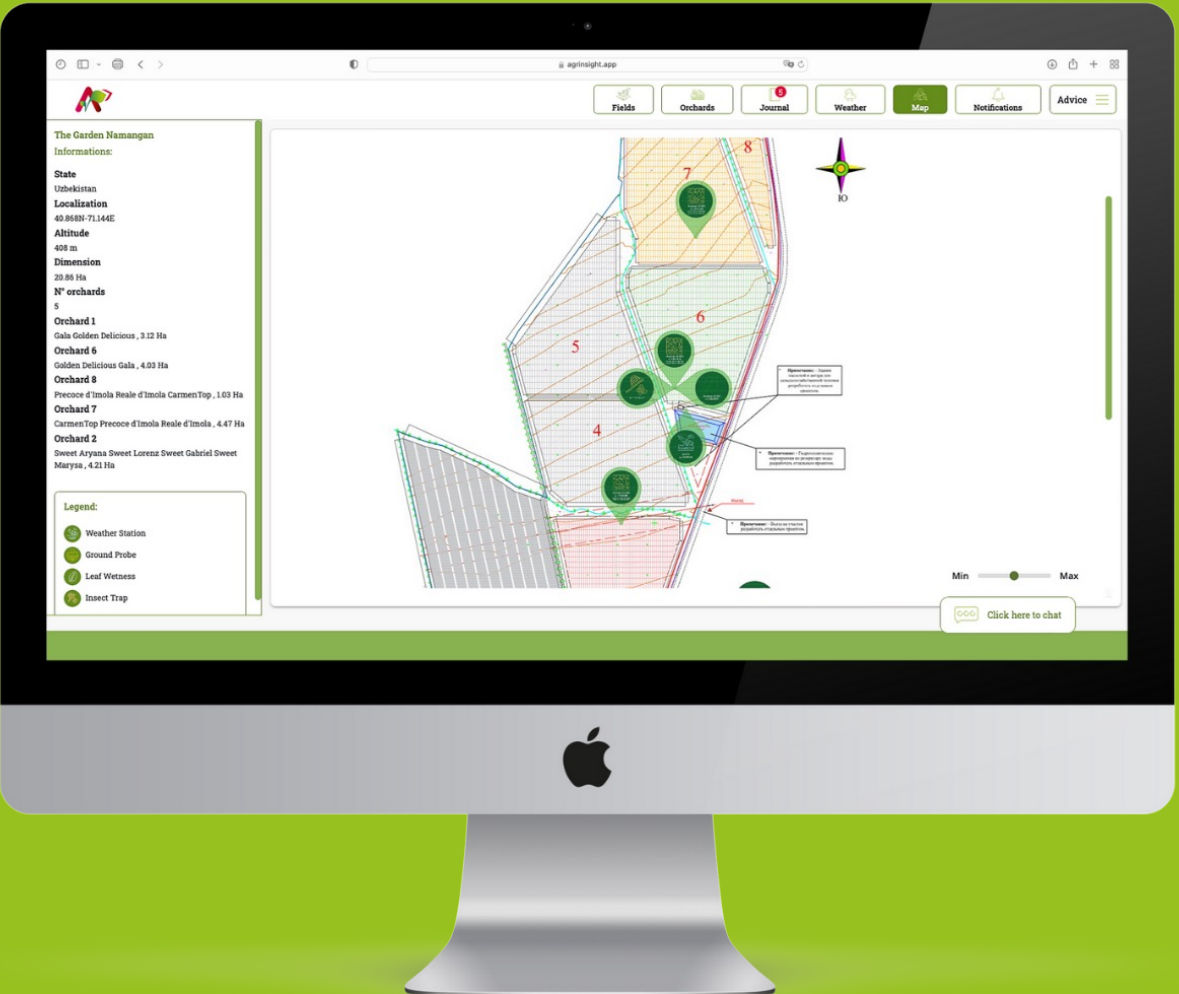 agrinsight.app
Fields
Orchards
5
Journal
Weather
Map
Notifications
Advice
The Garden Namangan
Informations:
State
Uzbekistan
Localization
40.868N-71.144E
Altitude
408 m
Dimension
20.86 Ha
N° orchards
5
Orchard 1
Gala Golden Delicious , 3.12 Ha
Orchard 6
Golden Delicious Gala , 4.03 Ha
Orchard 8
Precoce d'Imola Reale d'Imola CarmenTop , 1.03 Ha
Orchard 7
CarmenTop Precoce d'Imola Reale d'Imola , 4.47 Ha
Orchard 2
Sweet Aryana Sweet Lorenz Sweet Gabriel Sweet
Marysa , 4.21 Ha
Legend:
Weather Station
Ground Probe
Leaf Wetness
Insect Trap
8
7
Ю
6
5
4
Примечание:
Примечание:
Примечание:
Min
Max
Click here to chat